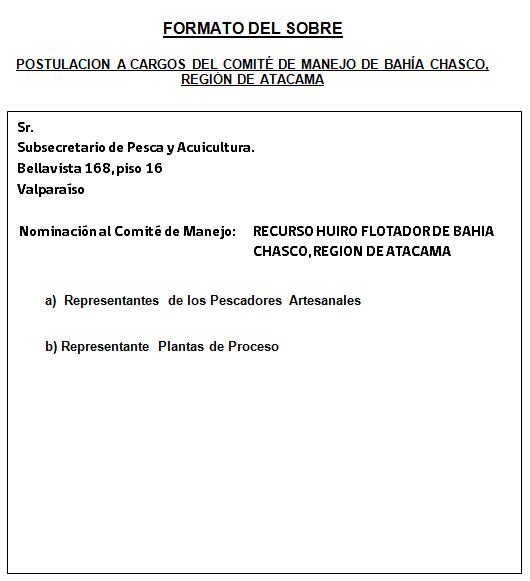 FORMATO DEL SOBRE
POSTULACION A CARGOS DEL COMITÉ DE MANEJO DE BAHÍA CHASCO,
REGIÓN DE ATACAMA
Sr.
Subsecretario de Pesca y Acuicultura.
Bellavista 168, piso 16
Valparaíso
Nominación al Comité de Manejo: RECURSO HUIRO FLOTADOR DE BAHIA
CHASCO, REGION DE ATACAMA
a) Representantes de los Pescadores Artesanales
b) Representante Plantas de Proceso